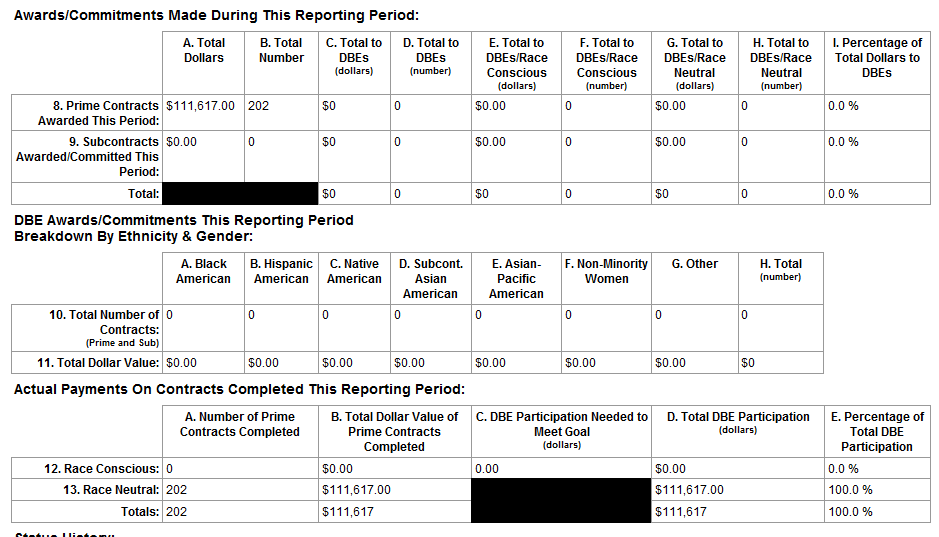 Awards/Commitments Made During This Reporting Period:
A. Total Dollars B. Total Number C. Total to DBEs (dollars) D. Total to DBEs (number) E. Total to DBEs/Race Conscious (dollars) F. Total to DBEs/Race Conscious (number) G. Total to DBEs/Race Neutral (dollars) H. Total to DBEs/Race Neutral (number) I. Percentage of Total Dollars to DBEs
8. Prime Contracts Awarded This Period: $111,617.00 202 $0 0 $0.00 0 $0.00 0 0.0 %
9. Subcontracts Awarded/Committed This Period: $0.00 0 $0 0 $0.00 0 $0.00 0 0.0 %
Total: $0 0 $0 0 $0 0 0.0 %
DBE Awards/Commitments This Reporting Period
Breakdown By Ethnicity & Gender:
A. Black American B. Hispanic American C. Native American D. Subcont. Asian American E. Asian-Pacific American F. Non-Minority Women G. Other H. Total (number)
10. Total Number of Contracts: (Prime and Sub) 0 0 0 0 0 0 0 0
11. Total Dollar Value: $0.00 $0.00 $0.00 $0.00 $0.00 $0.00 $0.00 $0
Actual Payments On Contracts Completed This Reporting Period:
A. Number of Prime Contracts Completed B. Total Dollar Value of Prime Contracts Completed C. DBE Participation Needed to Meet Goal (dollars) D. Total DBE Participation (dollars) E. Percentage of Total DBE Participation
12. Race Conscious: 0 $0.00 0.00 $0.00 0.0 %
13. Race Neutral: 202 $111,617.00 $111,617.00 100.0 %
Totals: 202 $111,617 $111,617 100.0 %
Status History: